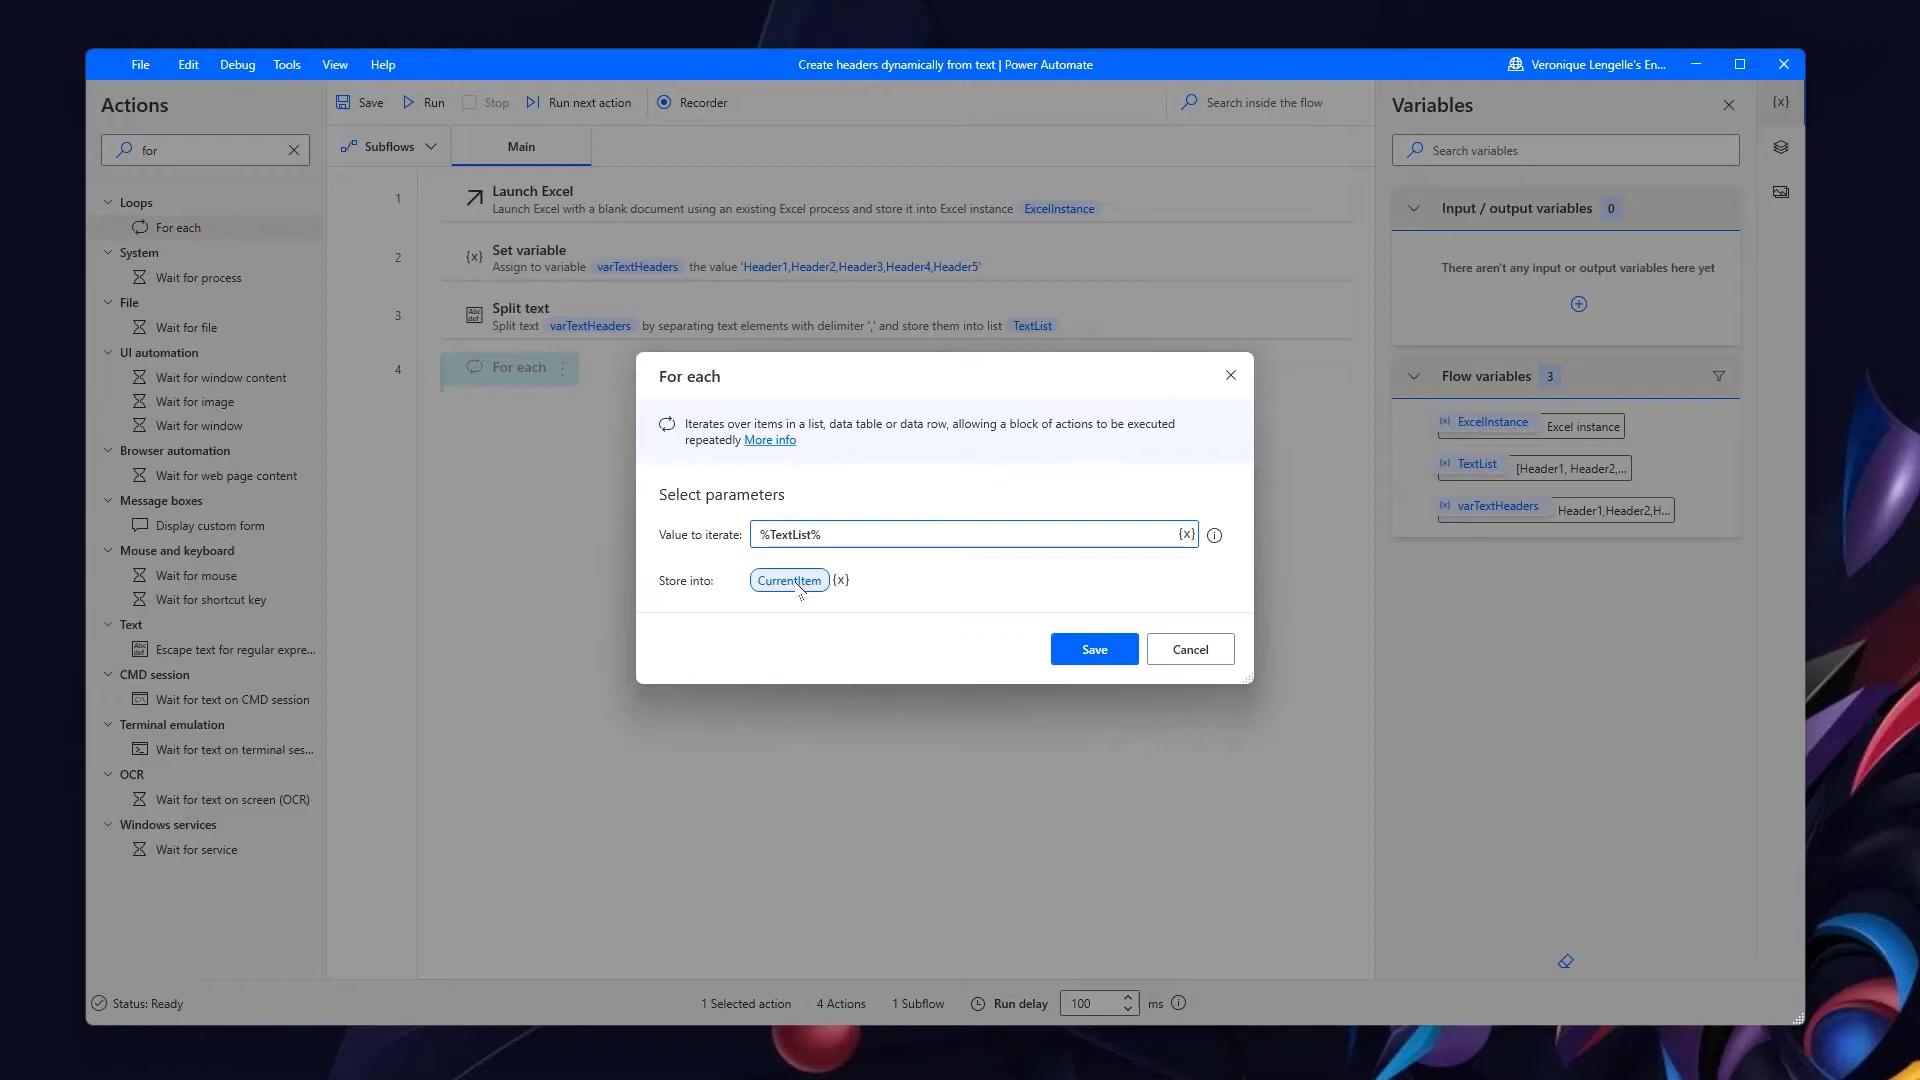 File Edit Debug Tools View Help
Create headers dynamically from text | Power Automate
Veronique Lengelle's En...
Actions
for
Loops
For each
System
Wait for process
File
Wait for file
UI automation
Wait for window content
Wait for image
Wait for window
Browser automation
Wait for web page content
Message boxes
Display custom form
Mouse and keyboard
Wait for mouse
Wait for shortcut key
Text
Escape text for regular expre...
CMD session
Wait for text on CMD session
Terminal emulation
Wait for text on terminal ses...
OCR
Wait for text on screen (OCR)
Windows services
Wait for service
Save Run Stop Run next action Recorder
Search inside the flow
Subflows Main
1 Launch Excel
Launch Excel with a blank document using an existing Excel process and store it into Excel instance ExcelInstance
2 {x} Set variable
Assign to variable varTextHeaders the value 'Header1,Header2,Header3,Header4,Header5'
3 Abc def Split text
Split text varTextHeaders by separating text elements with delimiter ',' and store them into list TextList
4 For each
For each
Iterates over items in a list, data table or data row, allowing a block of actions to be executed
repeatedly More info
Select parameters
Value to iterate: %TextList% {x}
Store into: CurrentItem {x}
Save Cancel
Variables {x}
Search variables
Input / output variables 0
There aren't any input or output variables here yet
Flow variables 3
(x) ExcelInstance Excel instance
(x) TextList [Header1, Header2,...
(x) varTextHeaders Header1,Header2,H...
Status: Ready
1 Selected action 4 Actions 1 Subflow Run delay 100 ms